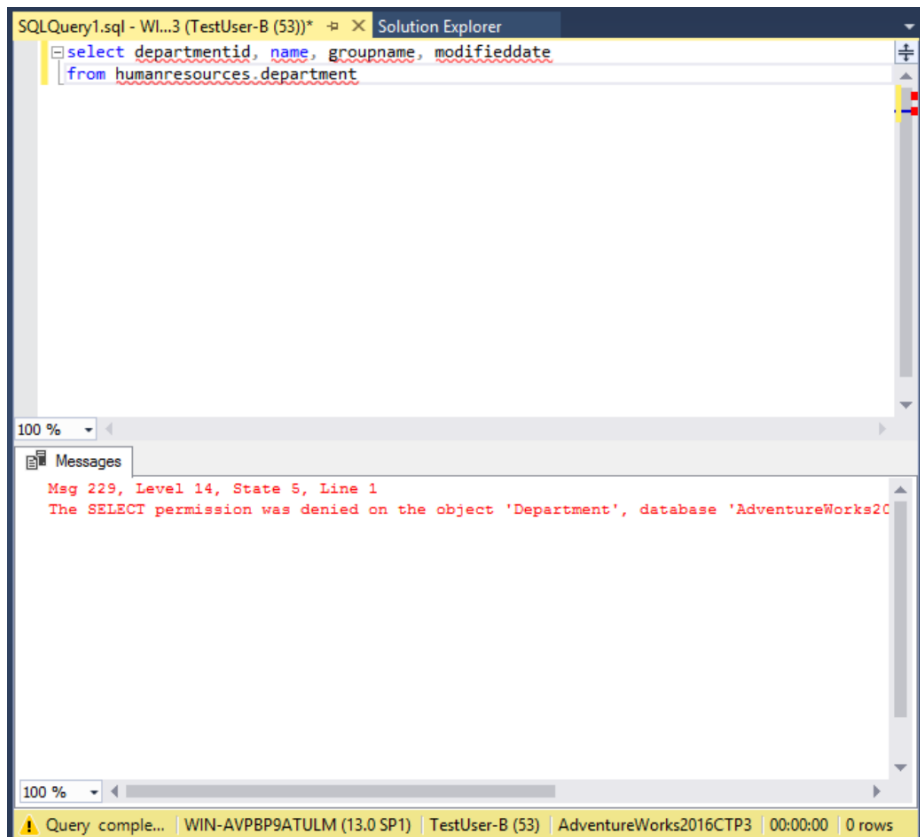 SQLQuery1.sql - WI...3 (TestUser-B (53))* Solution Explorer
select departmentid, name, groupname, modifieddate
from humanresources.department
100 %
Messages
Msg 229, Level 14, State 5, Line 1
The SELECT permission was denied on the object 'Department', database 'AdventureWorks20
100 %
Query comple... WIN-AVPBP9ATULM (13.0 SP1) TestUser-B (53) AdventureWorks2016CTP3 00:00:00 0 rows